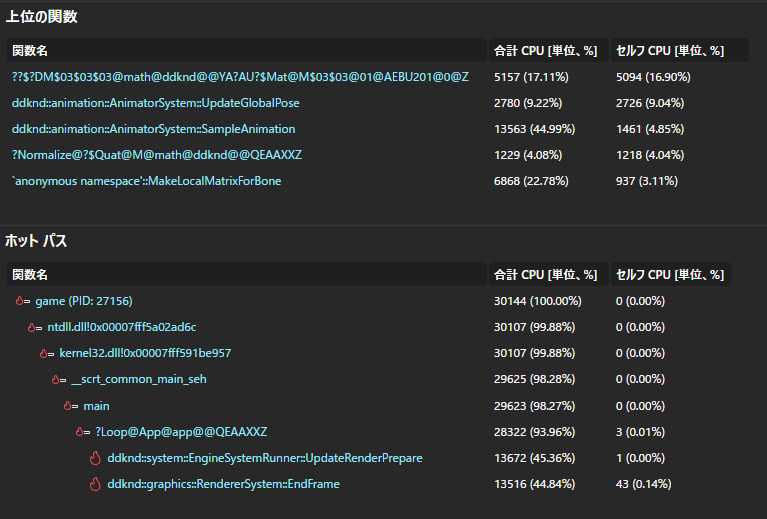 上位の関数
関数名 合計 CPU [単位、%] セルフ CPU [単位、%]
??$?DM$03$03$03@math@ddknd@@YA?AU?$Mat@M$03$03@01@AEBU201@0@Z 5157 (17.11%) 5094 (16.90%)
ddknd::animation::AnimatorSystem::UpdateGlobalPose 2780 (9.22%) 2726 (9.04%)
ddknd::animation::AnimatorSystem::SampleAnimation 13563 (44.99%) 1461 (4.85%)
?Normalize@?$Quat@M@math@ddknd@@QEAAXXZ 1229 (4.08%) 1218 (4.04%)
`anonymous namespace'::MakeLocalMatrixForBone 6868 (22.78%) 937 (3.11%)
ホット パス
関数名 合計 CPU [単位、%] セルフ CPU [単位、%]
game (PID: 27156) 30144 (100.00%) 0 (0.00%)
ntdll.dll!0x00007fff5a02ad6c 30107 (99.88%) 0 (0.00%)
kernel32.dll!0x00007fff591be957 30107 (99.88%) 0 (0.00%)
__scrt_common_main_seh 29625 (98.28%) 0 (0.00%)
main 29623 (98.27%) 0 (0.00%)
?Loop@App@app@@QEAAXXZ 28322 (93.96%) 3 (0.01%)
ddknd::system::EngineSystemRunner::UpdateRenderPrepare 13672 (45.36%) 1 (0.00%)
ddknd::graphics::RendererSystem::EndFrame 13516 (44.84%) 43 (0.14%)